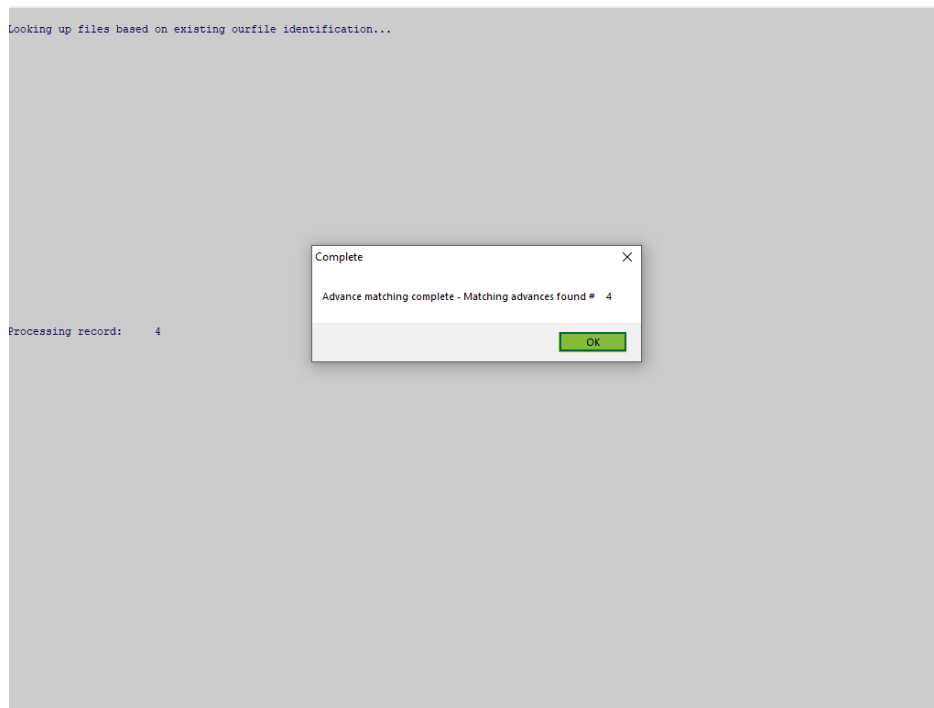 Looking up files based on existing ourfile identification...
Complete
Advance matching complete - Matching advances found # 4
Processing record: 4
OK